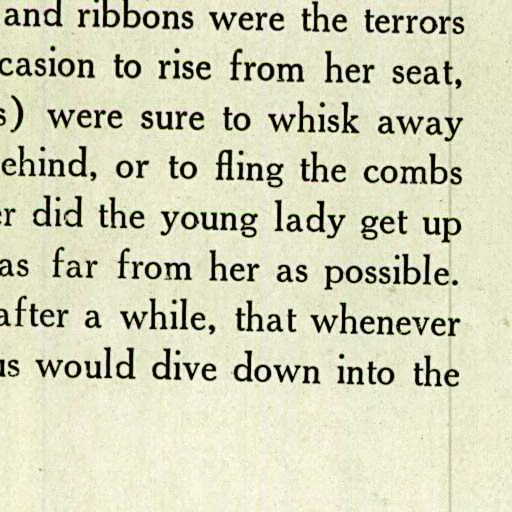 and ribbons were the terrors
casion to rise from her seat,
s) were sure to whisk away
ehind, or to fling the combs
er did the young lady get up
as far from her as possible.
after a while, that whenever
us would dive down into the